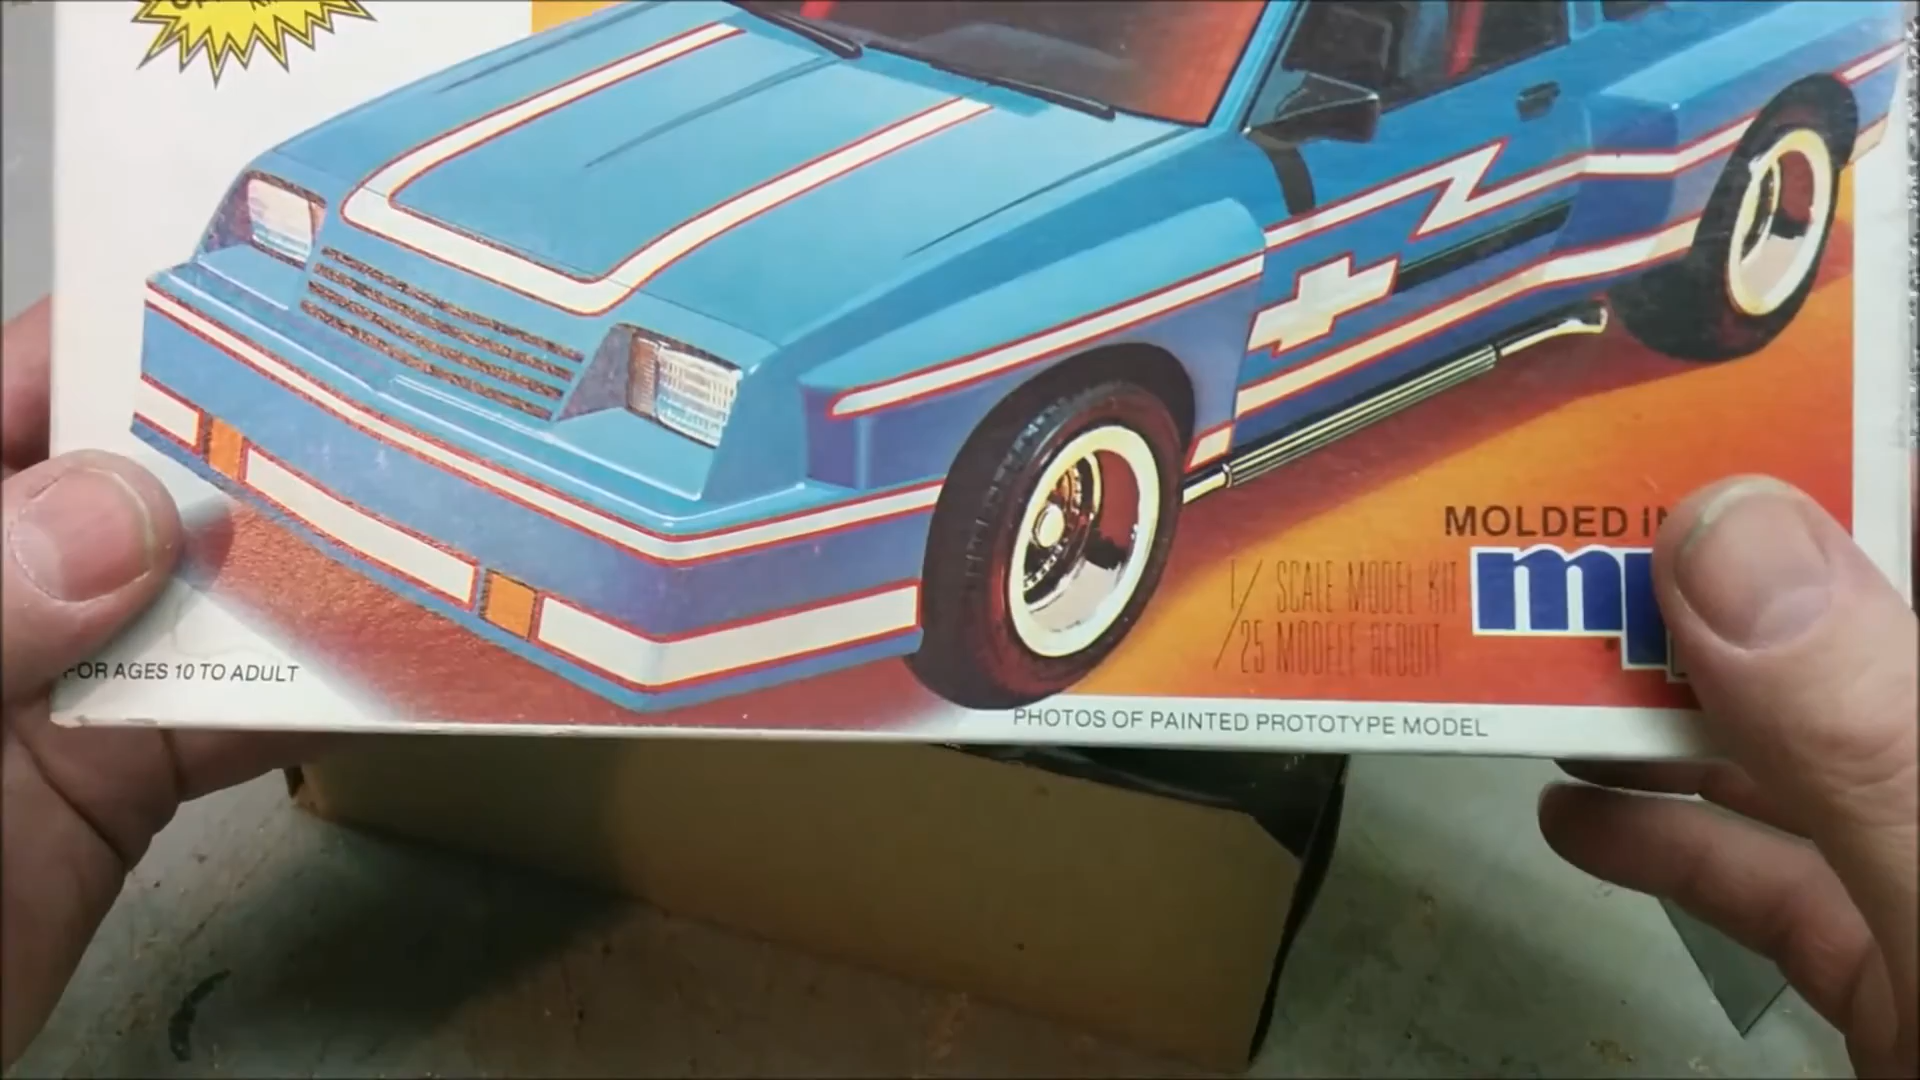 MOLDED IN
1/25 SCALE MODEL KIT
MODELE REDUIT
mp
FOR AGES 10 TO ADULT
PHOTOS OF PAINTED PROTOTYPE MODEL